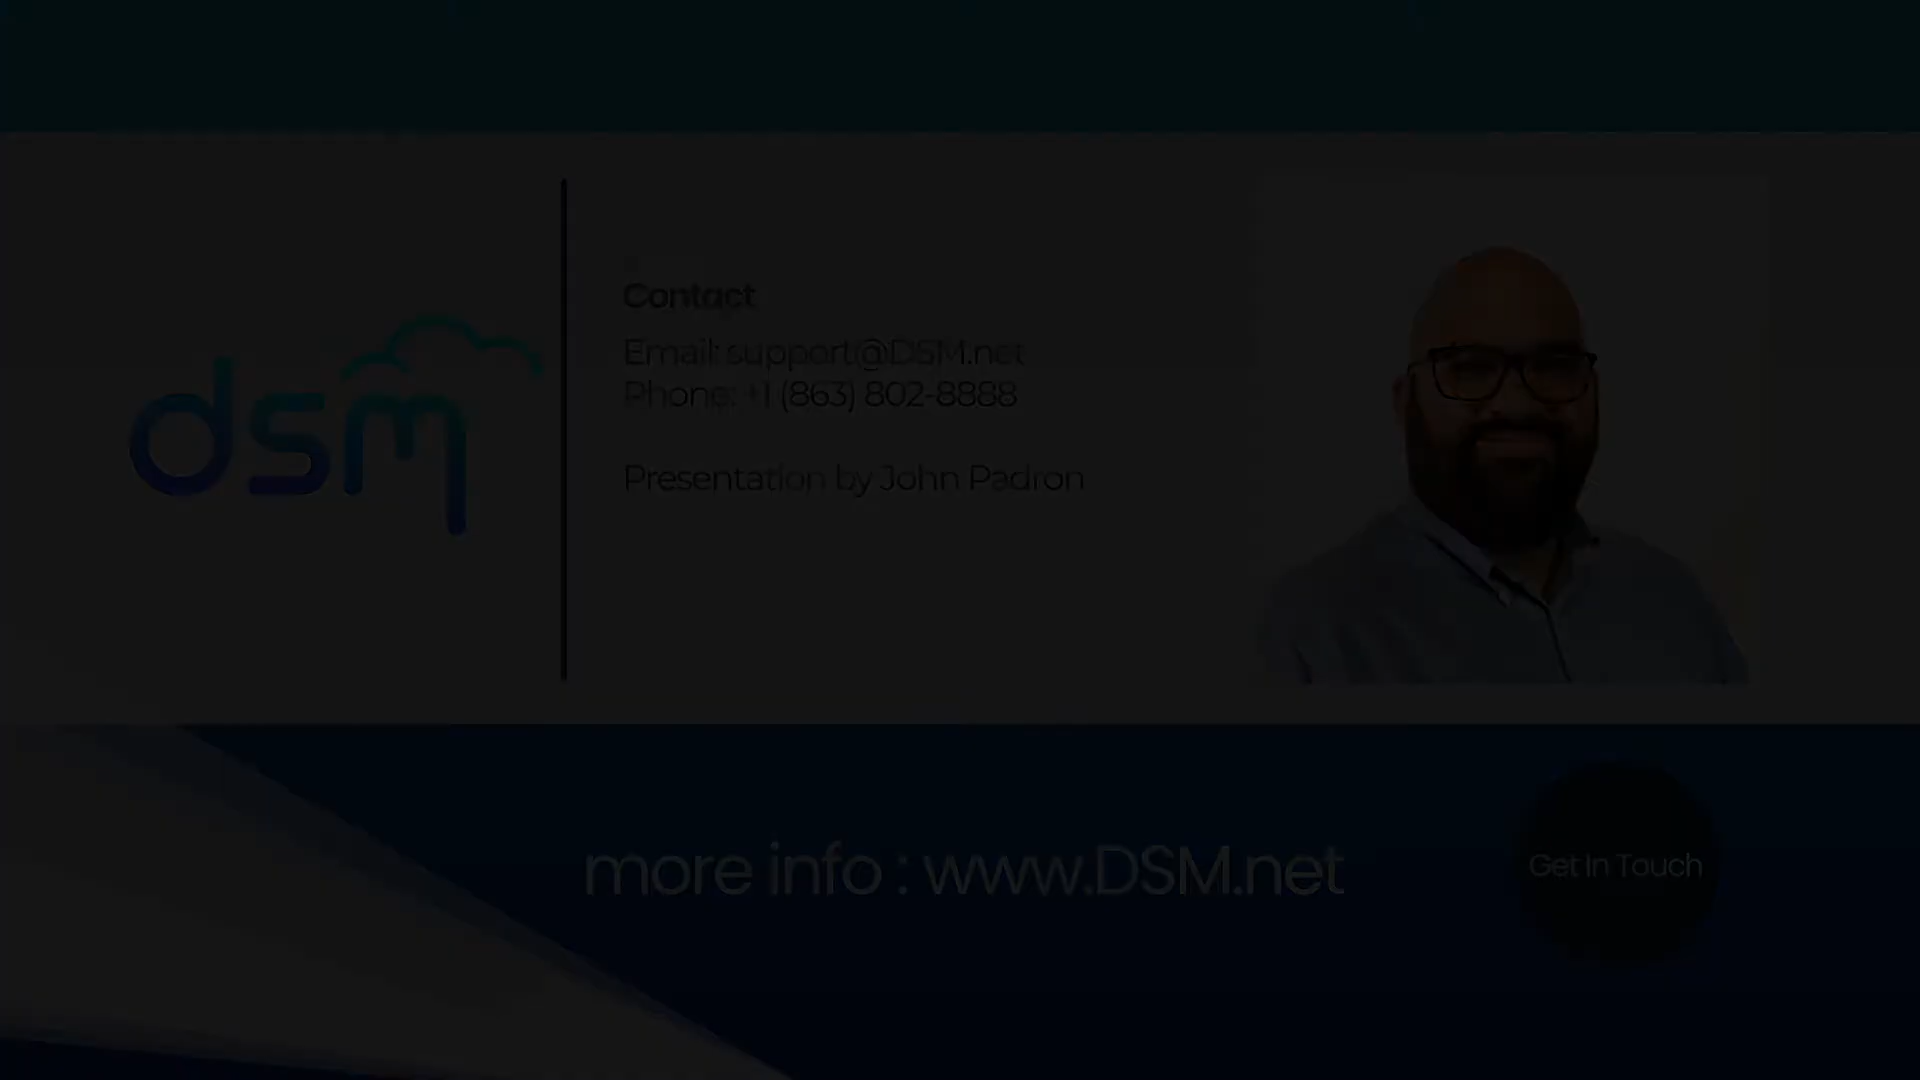 dsm
Contact
Email: support@DSM.net
Phone: +1 (863) 802-8888
Presentation by John Padron
more info : www.DSM.net
Get In Touch